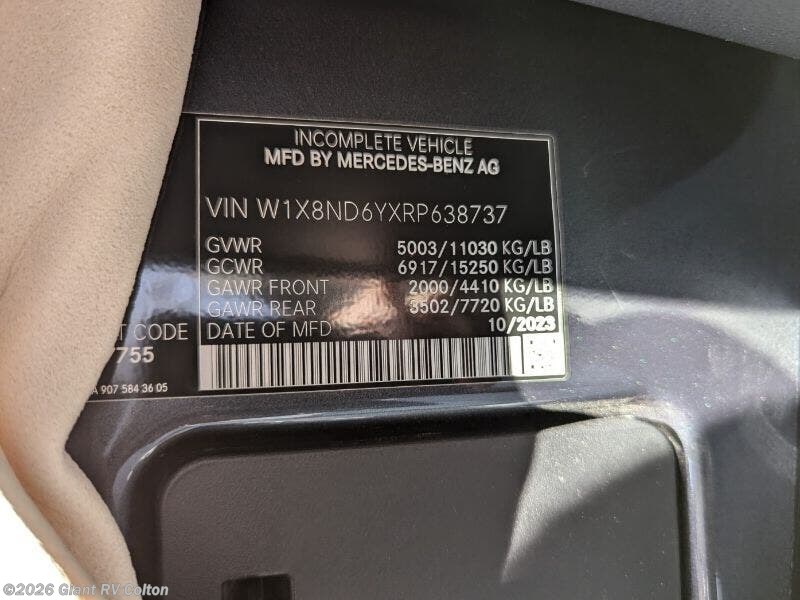 INCOMPLETE VEHICLE
MFD BY MERCEDES-BENZ AG
VIN W1X8ND6YXRP638737
GVWR 5003/11030 KG/LB
GCWR 6917/15250 KG/LB
GAWR FRONT 2000/4410 KG/LB
GAWR REAR 3502/7720 KG/LB
DATE OF MFD 10/2023
CODE
755
A 907 584 36 05
©2026 Giant RV Colton